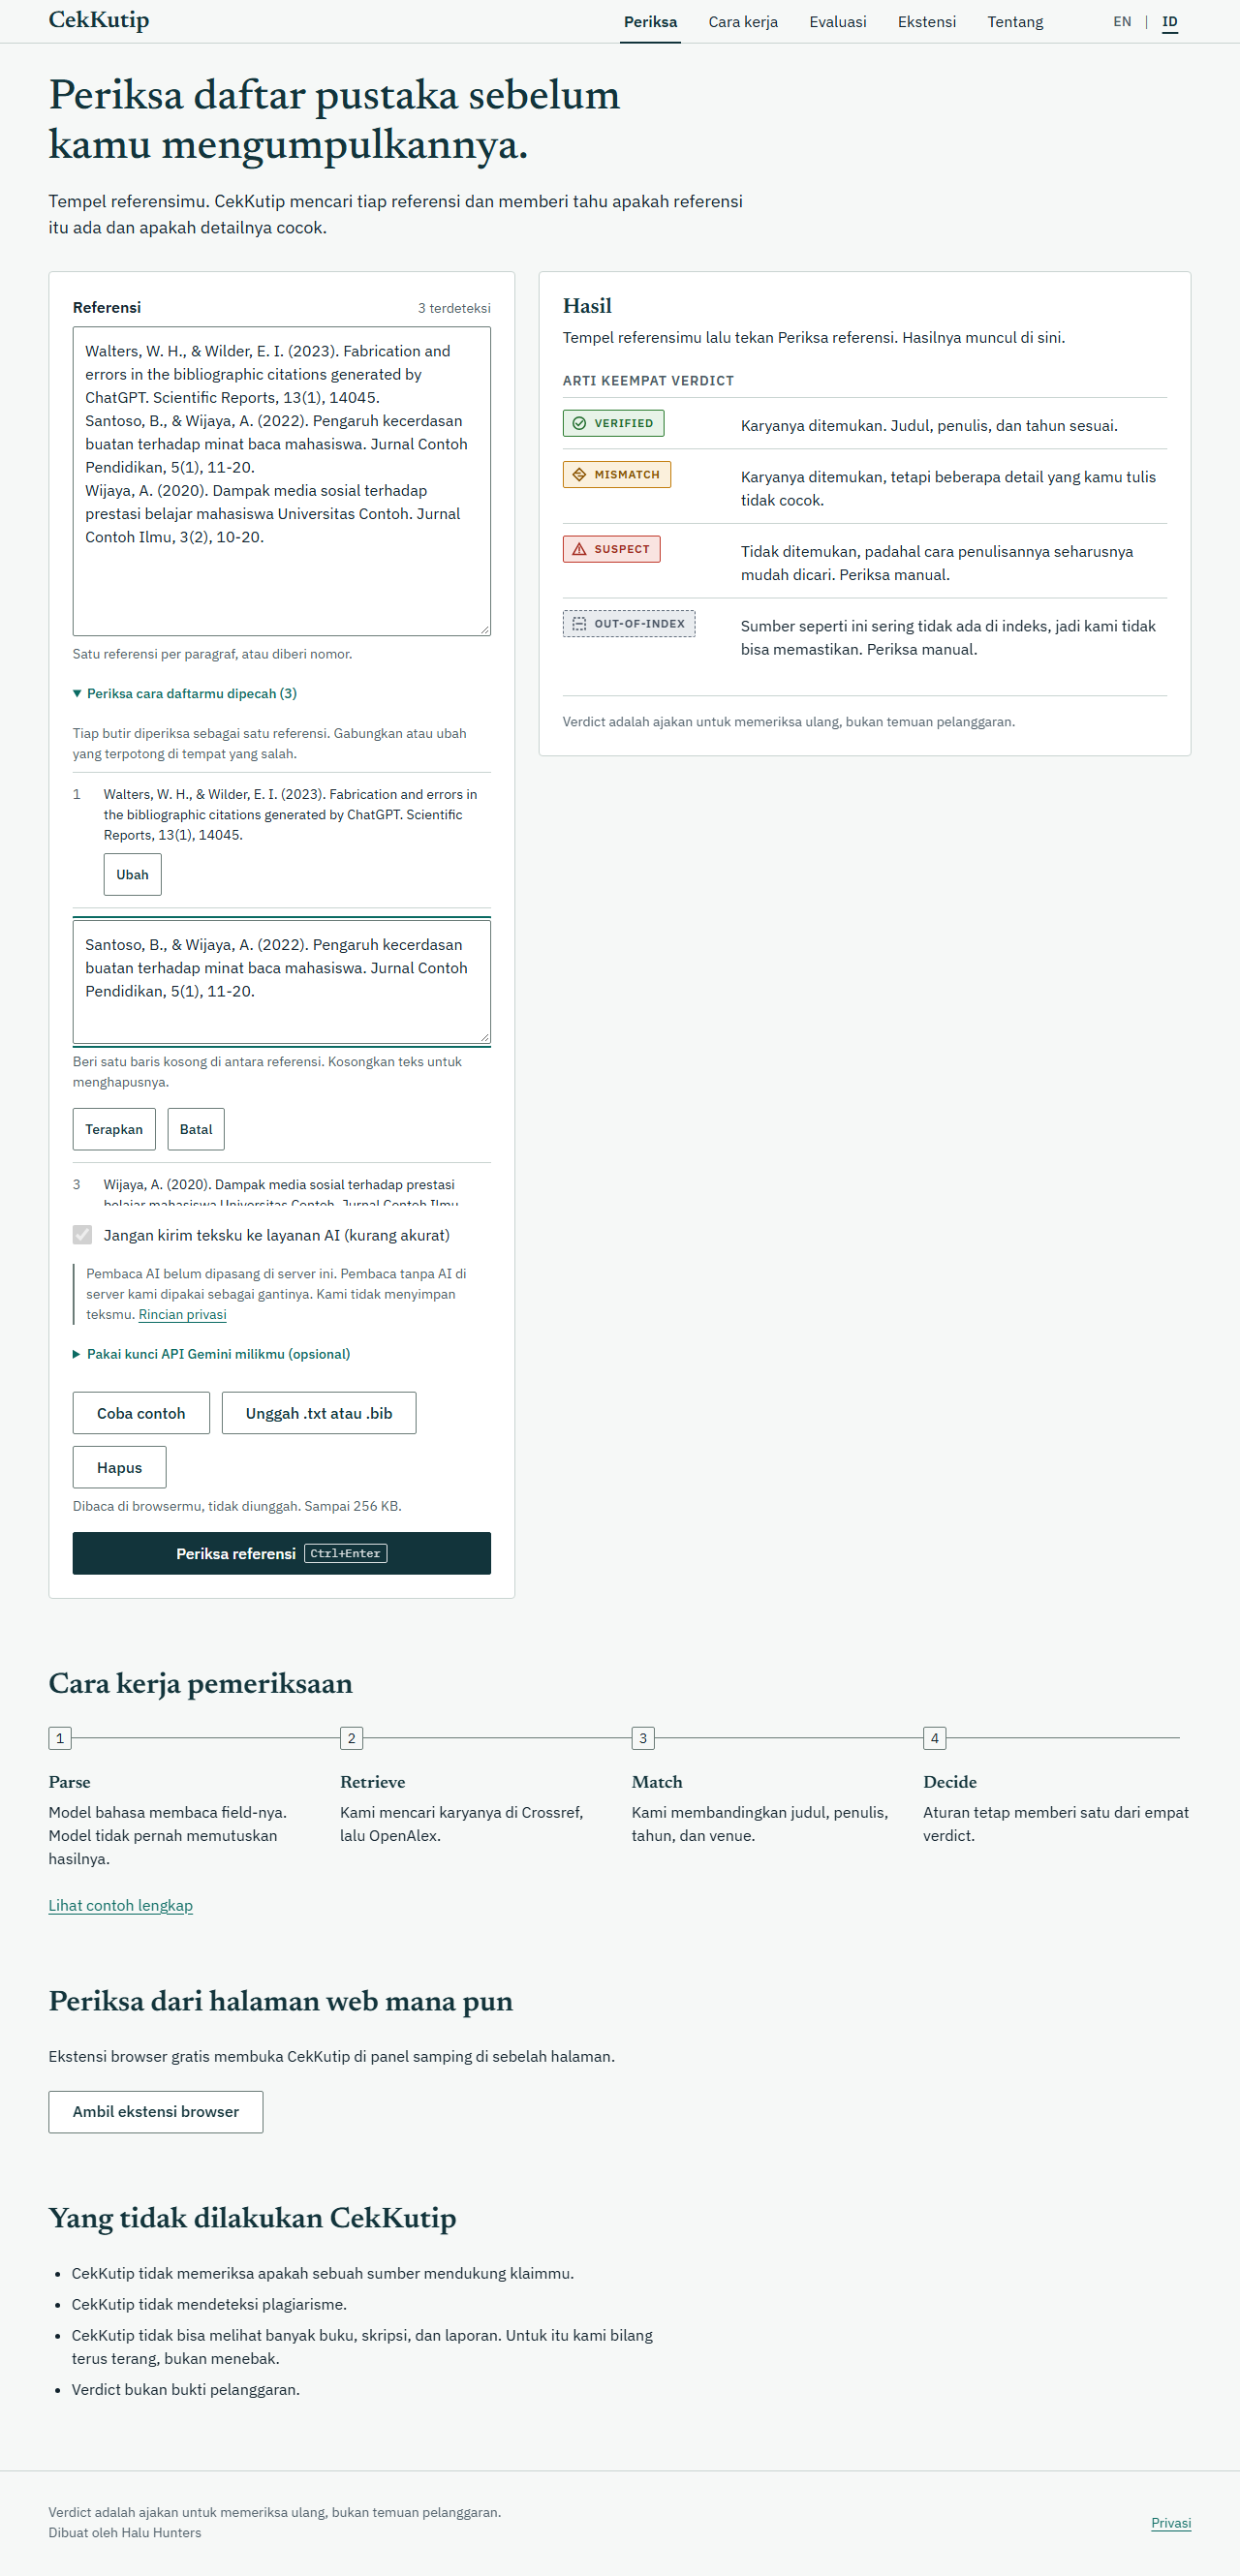 CekKutip
Periksa
Cara kerja
Evaluasi
Ekstensi
Tentang
EN | ID
Periksa daftar pustaka sebelum
kamu mengumpulkannya.
Tempel referensimu. CekKutip mencari tiap referensi dan memberi tahu apakah referensi
itu ada dan apakah detailnya cocok.
Referensi
3 terdeteksi
Walters, W. H., & Wilder, E. I. (2023). Fabrication and
errors in the bibliographic citations generated by
ChatGPT. Scientific Reports, 13(1), 14045.
Santoso, B., & Wijaya, A. (2022). Pengaruh kecerdasan
buatan terhadap minat baca mahasiswa. Jurnal Contoh
Pendidikan, 5(1), 11-20.
Wijaya, A. (2020). Dampak media sosial terhadap
prestasi belajar mahasiswa Universitas Contoh. Jurnal
Contoh Ilmu, 3(2), 10-20.
Satu referensi per paragraf, atau diberi nomor.
Periksa cara daftarmu dipecah (3)
Tiap butir diperiksa sebagai satu referensi. Gabungkan atau ubah
yang terpotong di tempat yang salah.
1
Walters, W. H., & Wilder, E. I. (2023). Fabrication and errors in
the bibliographic citations generated by ChatGPT. Scientific
Reports, 13(1), 14045.
Ubah
Santoso, B., & Wijaya, A. (2022). Pengaruh kecerdasan
buatan terhadap minat baca mahasiswa. Jurnal Contoh
Pendidikan, 5(1), 11-20.
Beri satu baris kosong di antara referensi. Kosongkan teks untuk
menghapusnya.
Terapkan
Batal
3
Wijaya, A. (2020). Dampak media sosial terhadap prestasi
belajar mahasiswa Universitas Contoh. Jurnal Contoh Ilmu,
Jangan kirim teksku ke layanan AI (kurang akurat)
Pembaca AI belum dipasang di server ini. Pembaca tanpa AI di
server kami dipakai sebagai gantinya. Kami tidak menyimpan
teksmu. Rincian privasi
Pakai kunci API Gemini milikmu (opsional)
Coba contoh
Unggah .txt atau .bib
Hapus
Dibaca di browsermu, tidak diunggah. Sampai 256 KB.
Periksa referensi Ctrl+Enter
Hasil
Tempel referensimu lalu tekan Periksa referensi. Hasilnya muncul di sini.
ARTI KEEMPAT VERDICT
VERIFIED
Karyanya ditemukan. Judul, penulis, dan tahun sesuai.
MISMATCH
Karyanya ditemukan, tetapi beberapa detail yang kamu tulis
tidak cocok.
SUSPECT
Tidak ditemukan, padahal cara penulisannya seharusnya
mudah dicari. Periksa manual.
OUT-OF-INDEX
Sumber seperti ini sering tidak ada di indeks, jadi kami tidak
bisa memastikan. Periksa manual.
Verdict adalah ajakan untuk memeriksa ulang, bukan temuan pelanggaran.
Cara kerja pemeriksaan
1
Parse
Model bahasa membaca field-nya.
Model tidak pernah memutuskan
hasilnya.
2
Retrieve
Kami mencari karyanya di Crossref,
lalu OpenAlex.
3
Match
Kami membandingkan judul, penulis,
tahun, dan venue.
4
Decide
Aturan tetap memberi satu dari empat
verdict.
Lihat contoh lengkap
Periksa dari halaman web mana pun
Ekstensi browser gratis membuka CekKutip di panel samping di sebelah halaman.
Ambil ekstensi browser
Yang tidak dilakukan CekKutip
• CekKutip tidak memeriksa apakah sebuah sumber mendukung klaimmu.
• CekKutip tidak mendeteksi plagiarisme.
• CekKutip tidak bisa melihat banyak buku, skripsi, dan laporan. Untuk itu kami bilang
terus terang, bukan menebak.
• Verdict bukan bukti pelanggaran.
Verdict adalah ajakan untuk memeriksa ulang, bukan temuan pelanggaran.
Dibuat oleh Halu Hunters
Privasi